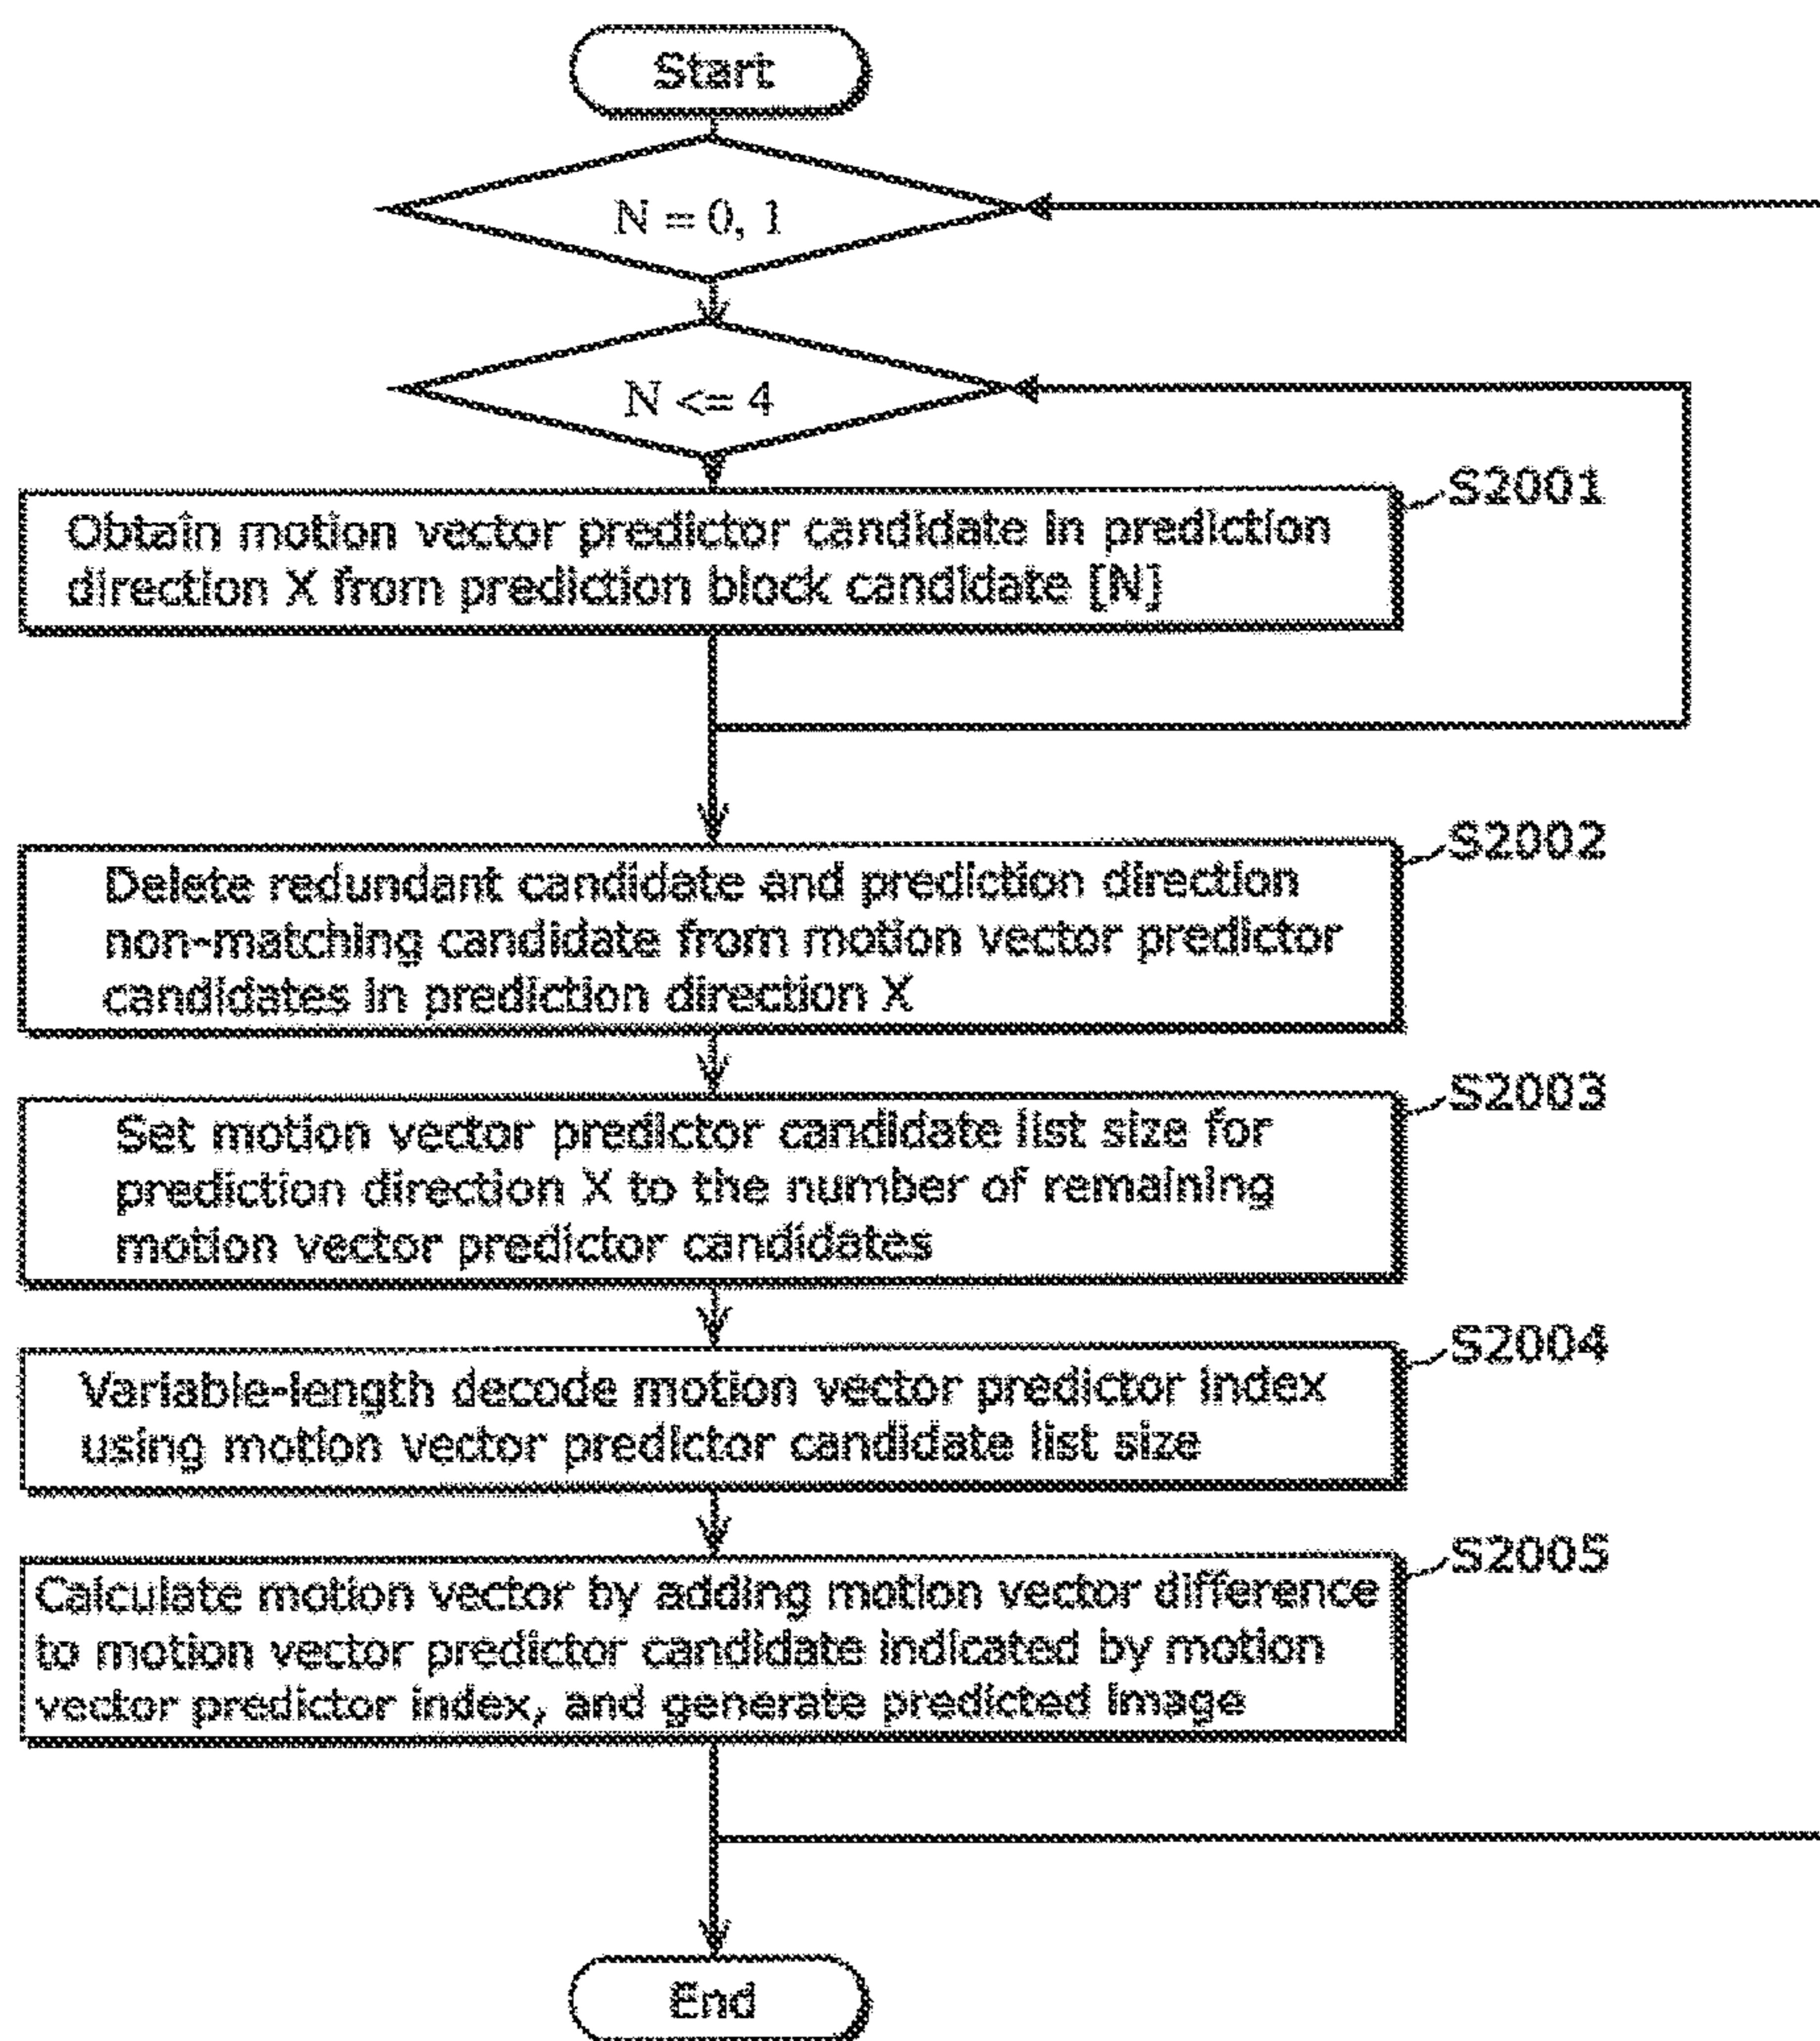 Start
N = 0, 1
N <= 4
S2001
Obtain motion vector predictor candidate in prediction
direction X from prediction block candidate [N]
S2002
Delete redundant candidate and prediction direction
non-matching candidate from motion vector predictor
candidates in prediction direction X
S2003
Set motion vector predictor candidate list size for
prediction direction X to the number of remaining
motion vector predictor candidates
S2004
Variable-length decode motion vector predictor index
using motion vector predictor candidate list size
S2005
Calculate motion vector by adding motion vector difference
to motion vector predictor candidate indicated by motion
vector predictor index, and generate predicted image
End